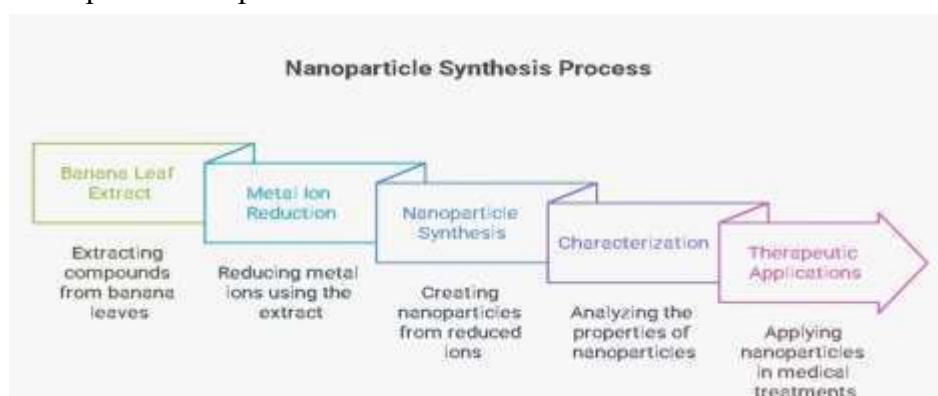 Nanoparticle Synthesis Process
Banana Leaf
Extract
Extracting
compounds
from banana
leaves
Metal Ion
Reduction
Reducing metal
ions using the
extract
Nanoparticle
Synthesis
Creating
nanoparticles
from reduced
ions
Characterization
Analyzing the
properties of
nanoparticles
Therapeutic
Applications
Applying
nanoparticles
in medical
treatments